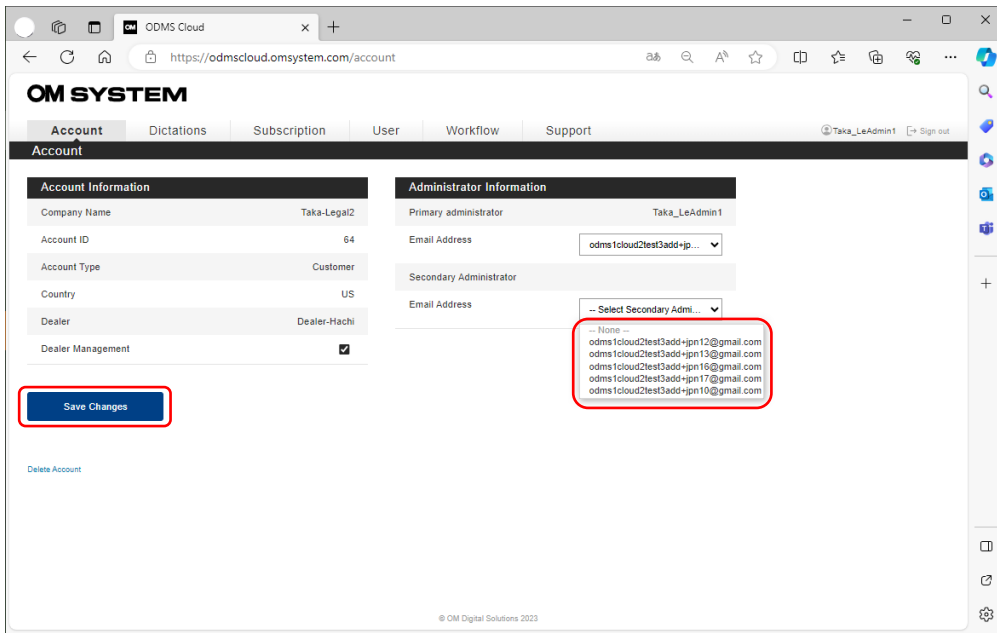 OM ODMS Cloud
https://odmscloud.omsystem.com/account
OM SYSTEM
Account Dictations Subscription User Workflow Support Taka_LeAdmin1 Sign out
Account
Account Information
Company Name Taka-Legal2
Account ID 64
Account Type Customer
Country US
Dealer Dealer-Hachi
Dealer Management
Save Changes
Delete Account
Administrator Information
Primary administrator Taka_LeAdmin1
Email Address odms1cloud2test3add+jp...
Secondary Administrator
Email Address -- Select Secondary Admi...
-- None --
odms1cloud2test3add+jpn12@gmail.com
odms1cloud2test3add+jpn13@gmail.com
odms1cloud2test3add+jpn16@gmail.com
odms1cloud2test3add+jpn17@gmail.com
odms1cloud2test3add+jpn10@gmail.com
© OM Digital Solutions 2023